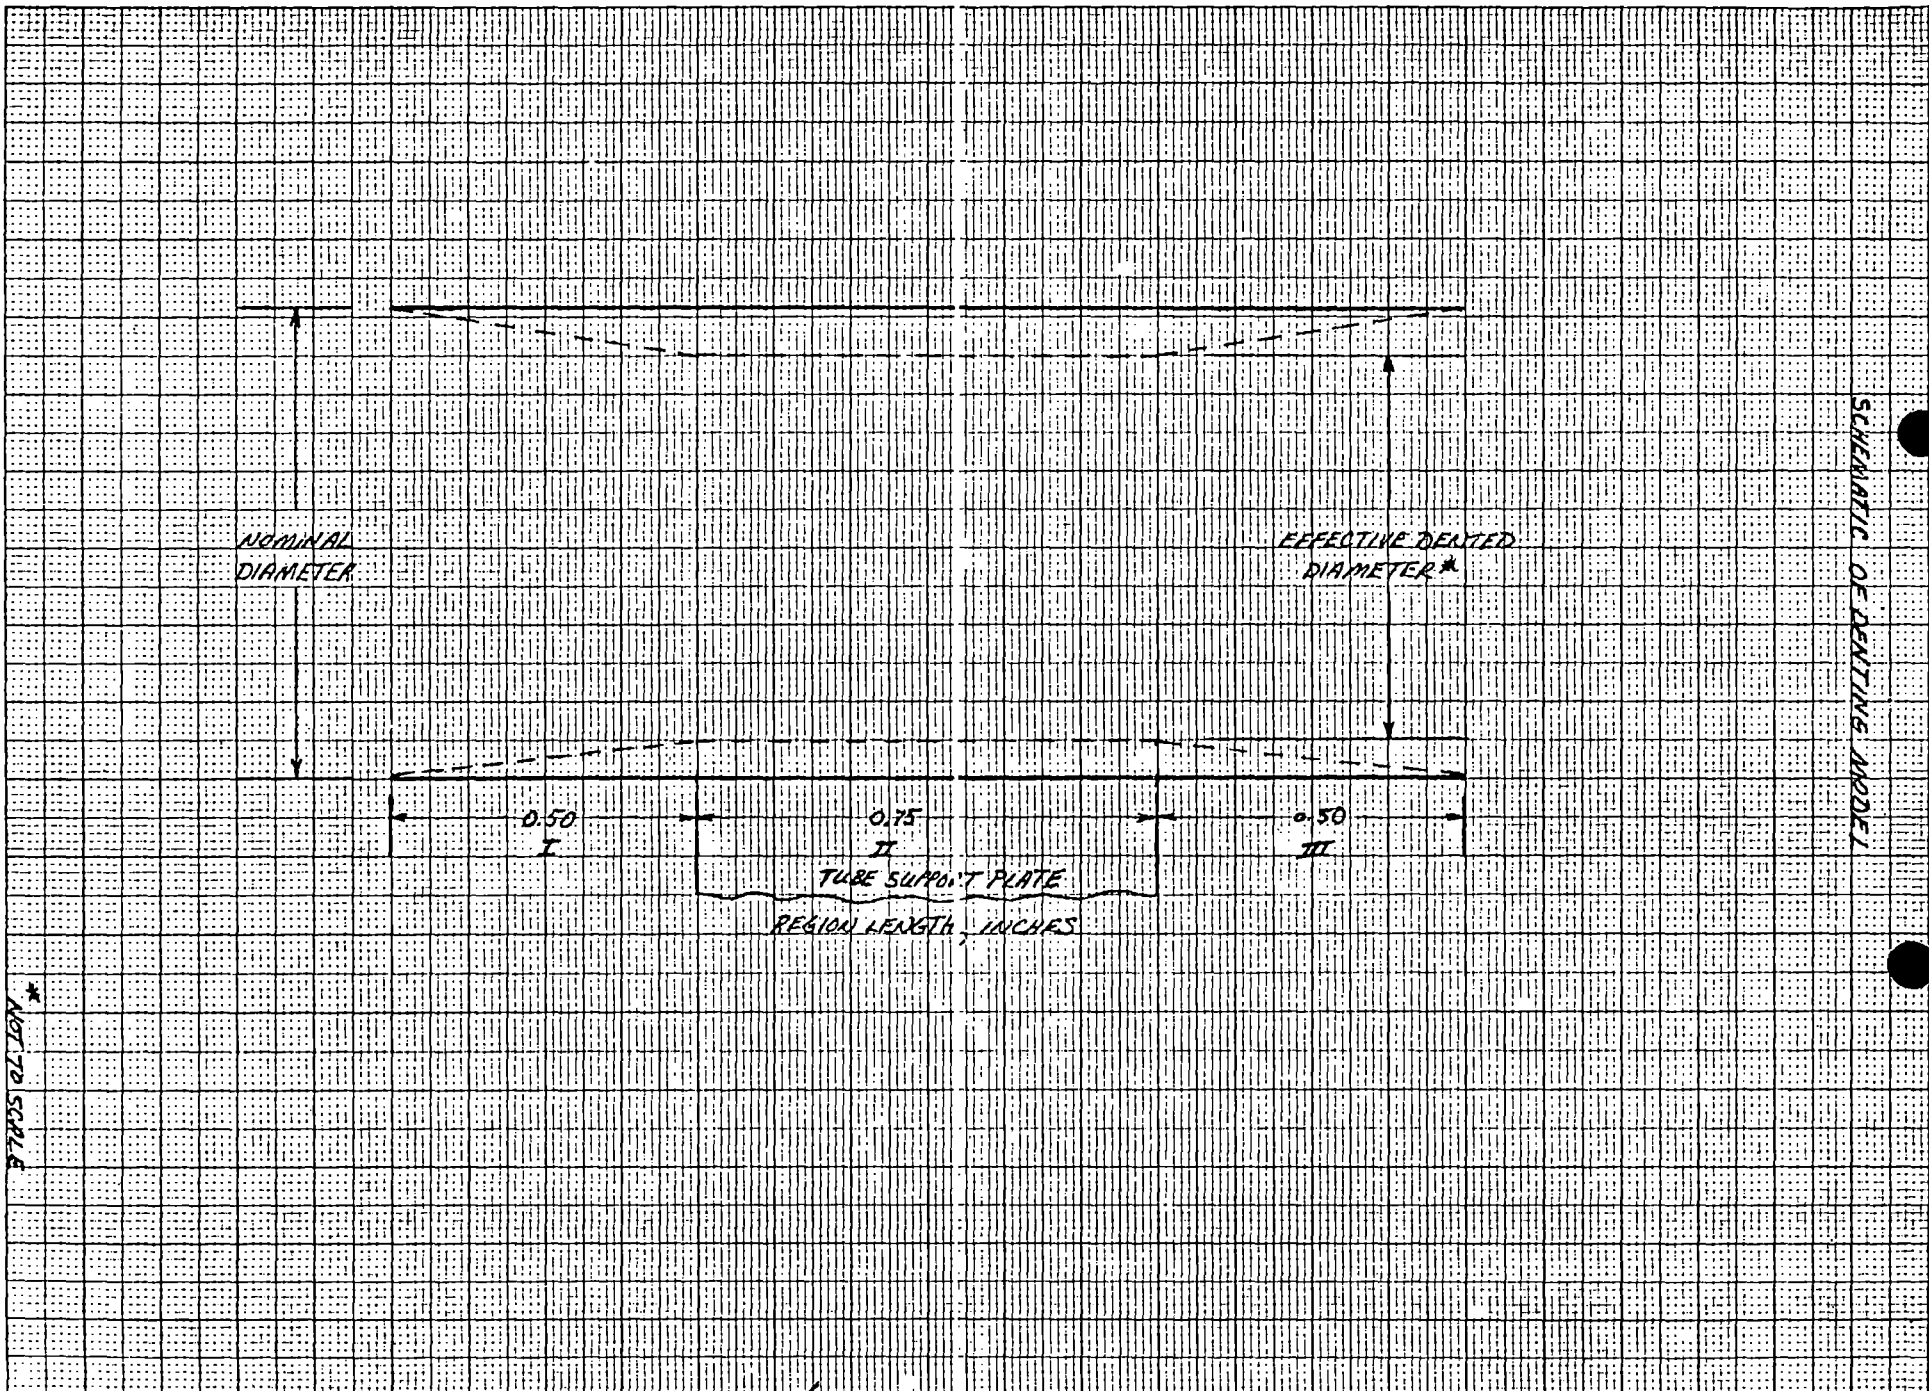 SCHEMATIC OF DENTING MODEL
NOMINAL
DIAMETER
EFFECTIVE DENTED
DIAMETER*
0.50
0.75
0.50
I
II
III
TUBE SUPPORT PLATE
REGION LENGTH, INCHES
* NOT TO SCALE